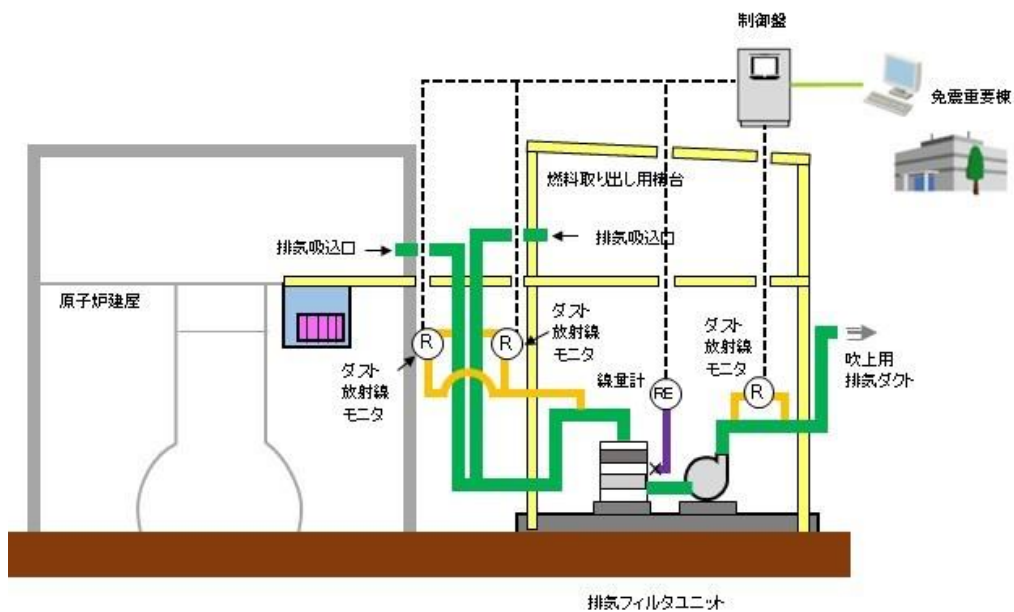 制御盤
免震重要棟
燃料取り出し用構台
排気吸込口
排気吸込口
原子炉建屋
ダスト
放射線
モニタ
R
R
ダスト
放射線
モニタ
線量計
RE
ダスト
放射線
モニタ
R
吹上用
排気ダクト
排気フィルタユニット